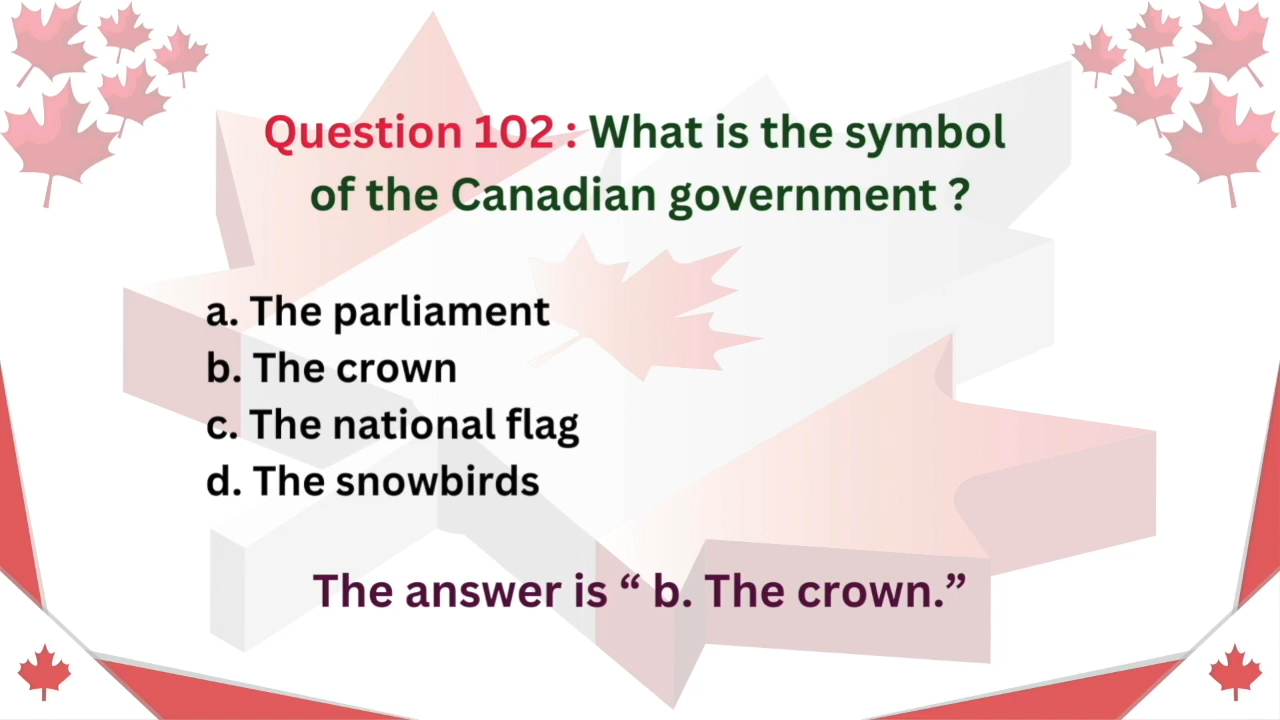 Question 102 : What is the symbol
of the Canadian government ?
a. The parliament
b. The crown
c. The national flag
d. The snowbirds
The answer is “ b. The crown.”